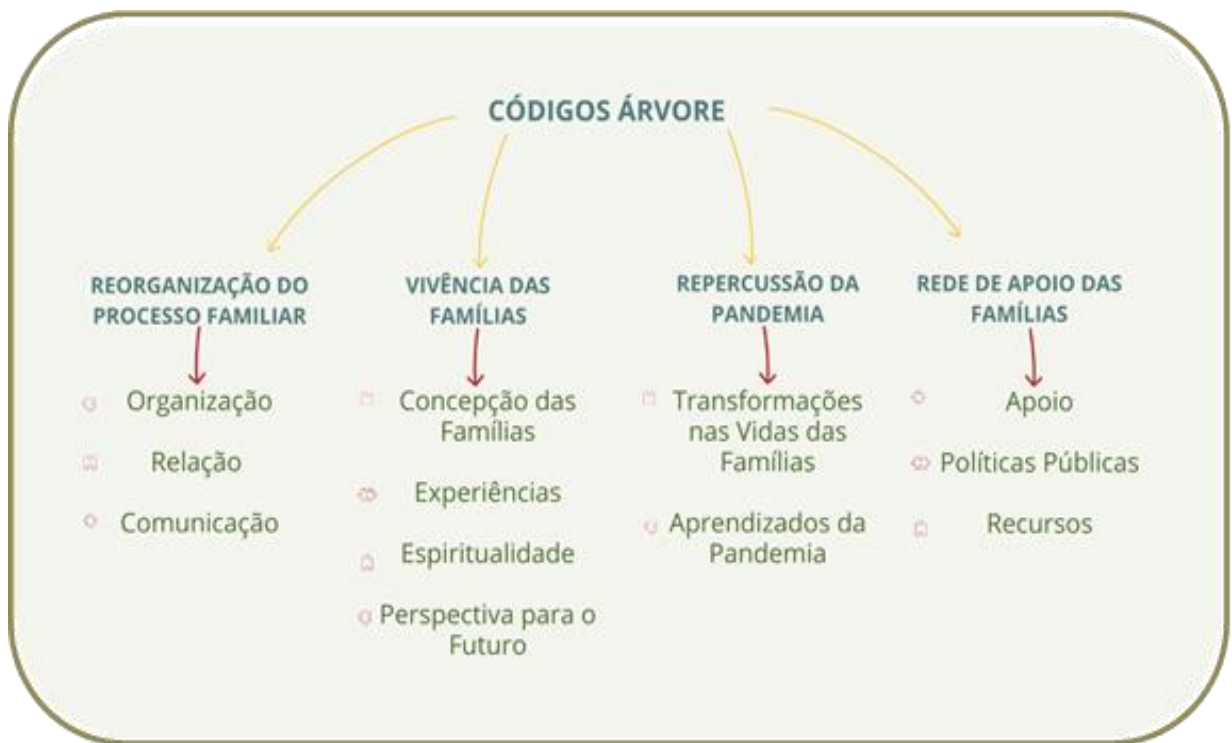 CÓDIGOS ÁRVORE
REORGANIZAÇÃO DO
PROCESSO FAMILIAR
Organização
Relação
Comunicação
VIVÊNCIA DAS
FAMÍLIAS
Concepção das
Famílias
Experiências
Espiritualidade
Perspectiva para o
Futuro
REPERCUSSÃO DA
PANDEMIA
Transformações
nas Vidas das
Famílias
Aprendizados da
Pandemia
REDE DE APOIO DAS
FAMÍLIAS
Apoio
Políticas Públicas
Recursos